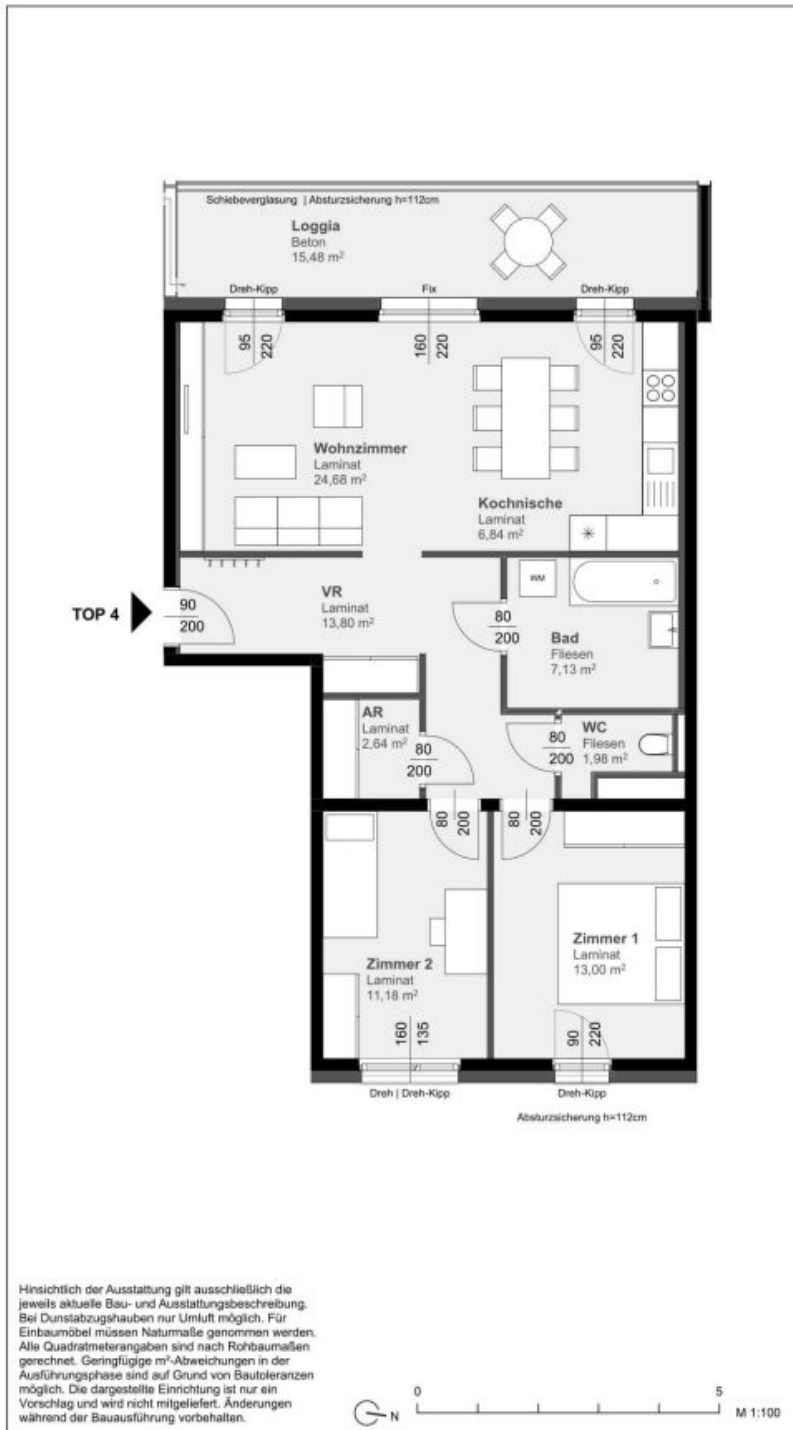 Schiebeverglasung | Absturzsicherung h=112cm
Loggia
Beton
15,48 m²
Dreh-Kipp
Fix
Dreh-Kipp
95
220
160
220
95
220
Wohnzimmer
Laminat
24,68 m²
Kochnische
Laminat
6,84 m²
TOP 4
90
200
VR
Laminat
13,80 m²
WM
80
200
Bad
Fliesen
7,13 m²
AR
Laminat
2,64 m²
80
200
80
200
WC
Fliesen
1,98 m²
80
200
80
200
Zimmer 2
Laminat
11,18 m²
Zimmer 1
Laminat
13,00 m²
160
135
90
220
Dreh | Dreh-Kipp
Dreh-Kipp
Absturzsicherung h=112cm
Hinsichtlich der Ausstattung gilt ausschließlich die
jeweils aktuelle Bau- und Ausstattungsbeschreibung.
Bei Dunstabzugshauben nur Umluft möglich. Für
Einbaumöbel müssen Naturmaße genommen werden.
Alle Quadratmeterangaben sind nach Rohbaumaßen
gerechnet. Geringfügige m²-Abweichungen in der
Ausführungsphase sind auf Grund von Bautoleranzen
möglich. Die dargestellte Einrichtung ist nur ein
Vorschlag und wird nicht mitgeliefert. Änderungen
während der Bauausführung vorbehalten.
N
0
5
M 1:100